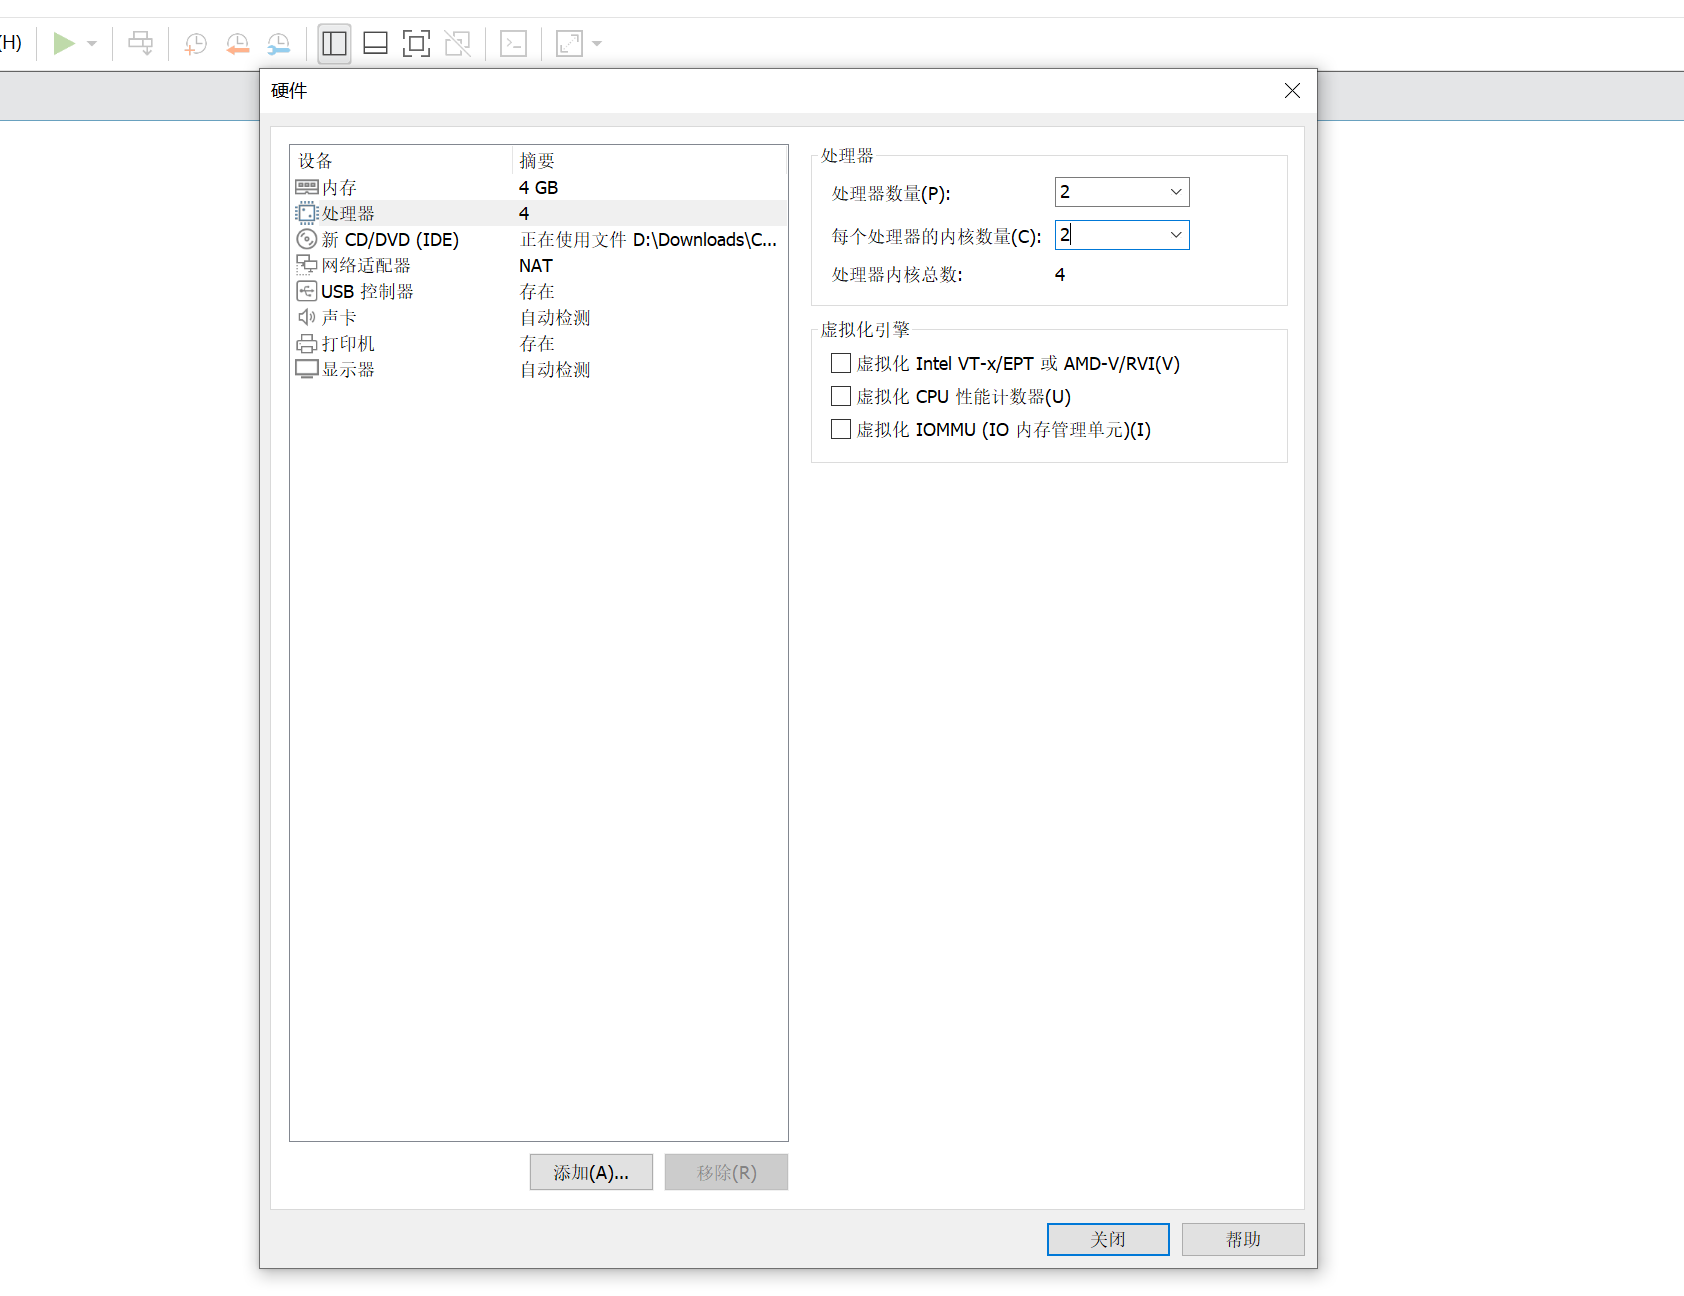 (H)
硬件
设备 摘要
内存 4 GB
处理器 4
新 CD/DVD (IDE) 正在使用文件 D:\Downloads\C...
网络适配器 NAT
USB 控制器 存在
声卡 自动检测
打印机 存在
显示器 自动检测
添加(A)... 移除(R)
处理器
处理器数量(P): 2
每个处理器的内核数量(C): 2
处理器内核总数: 4
虚拟化引擎
虚拟化 Intel VT-x/EPT 或 AMD-V/RVI(V)
虚拟化 CPU 性能计数器(U)
虚拟化 IOMMU (IO 内存管理单元)(I)
关闭 帮助